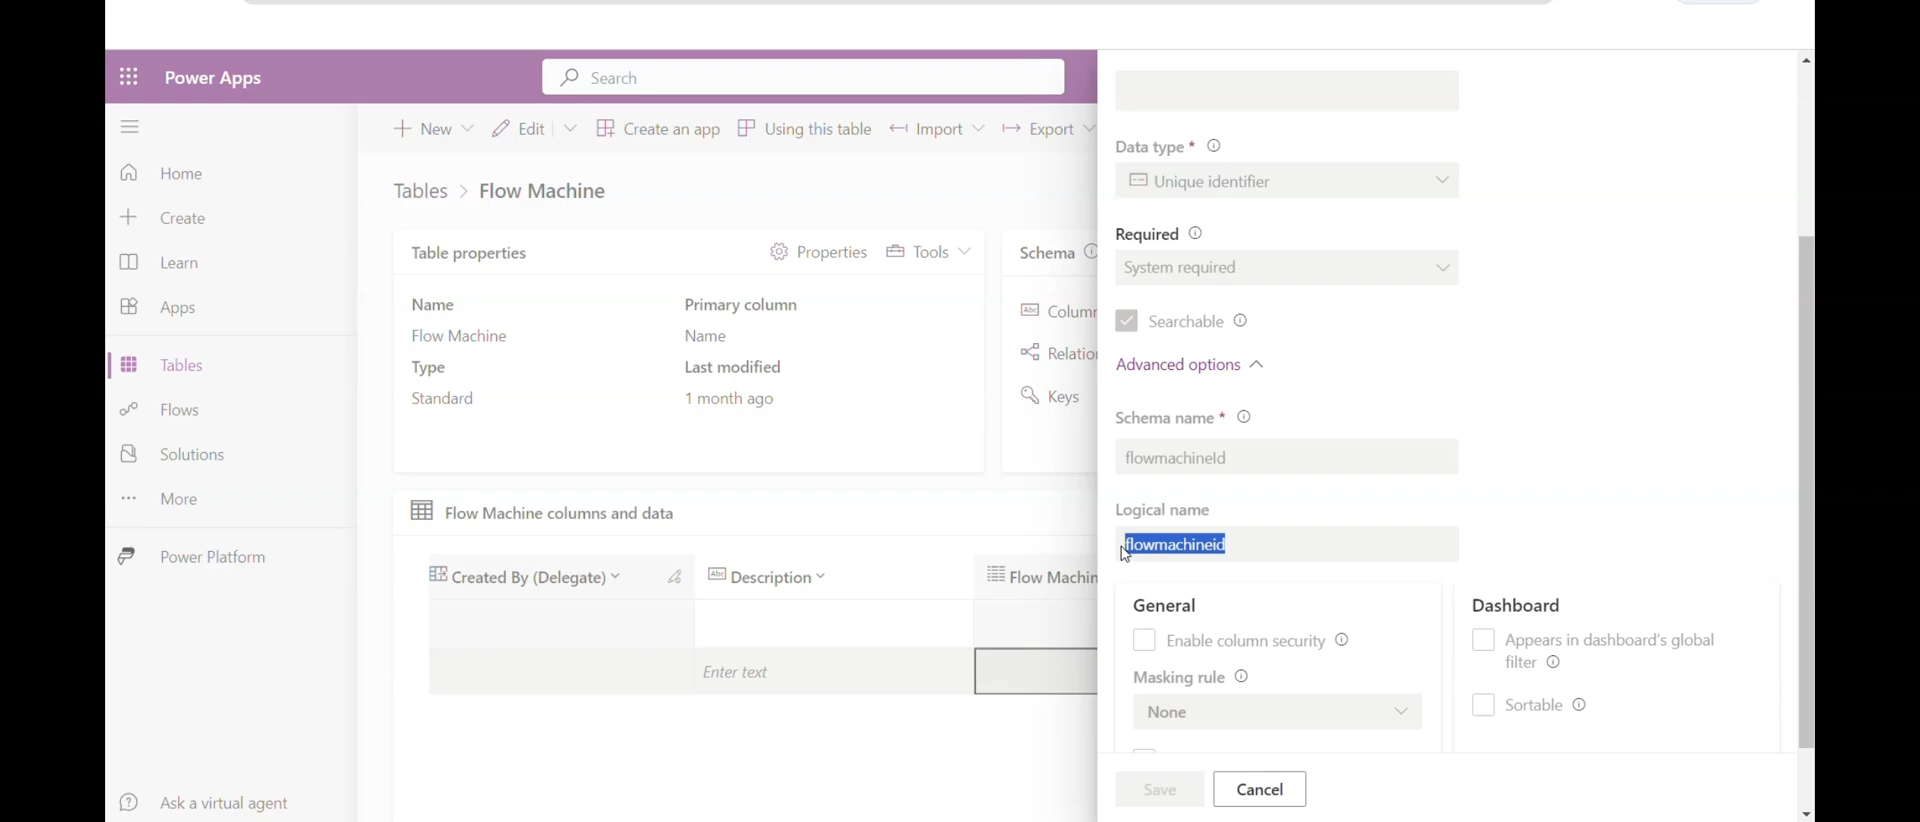 Power Apps
Search
Home
Create
Learn
Apps
Tables
Flows
Solutions
More
Power Platform
Ask a virtual agent
New
Edit
Create an app
Using this table
Import
Export
Tables > Flow Machine
Table properties
Properties
Tools
Name
Primary column
Flow Machine
Name
Type
Last modified
Standard
1 month ago
Schema
Keys
Flow Machine columns and data
Created By (Delegate)
Description
Flow
Enter text
Data type *
Unique identifier
Required
System required
Searchable
Advanced options
Schema name *
flowmachineId
Logical name
flowmachineid
General
Enable column security
Masking rule
None
Dashboard
Appears in dashboard's global
filter
Sortable
Save
Cancel